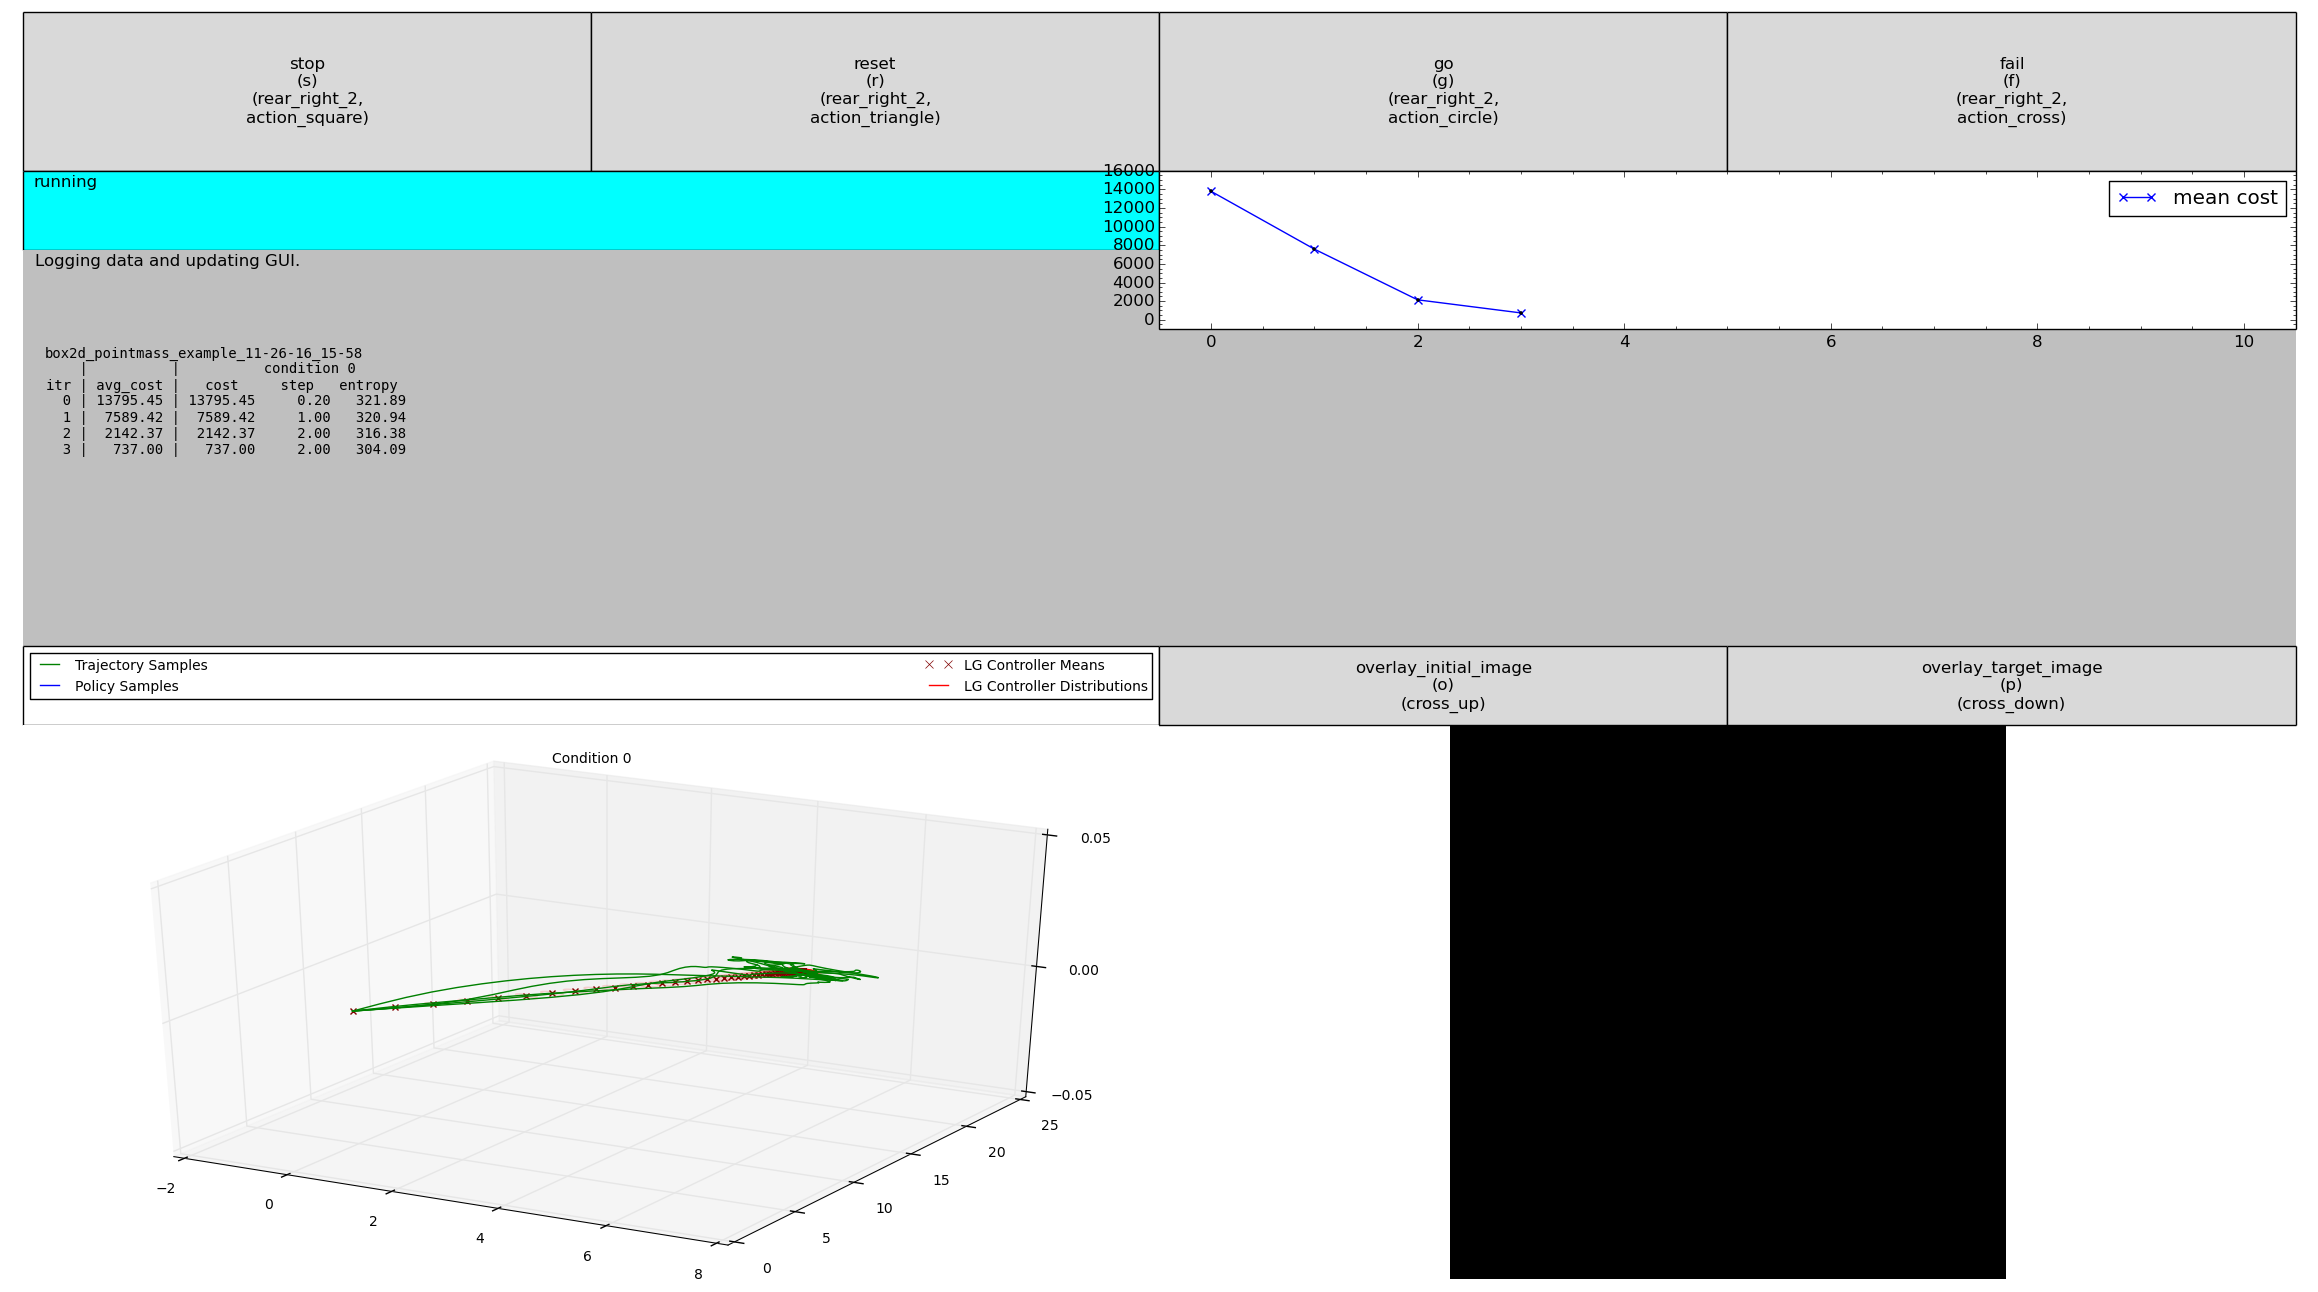 stop
(s)
(rear_right_2,
action_square)
reset
(r)
(rear_right_2,
action_triangle)
go
(g)
(rear_right_2,
action_circle)
fail
(f)
(rear_right_2,
action_cross)
running
Logging data and updating GUI.
16000
14000
12000
10000
8000
6000
4000
2000
0
0 2 4 6 8 10
mean cost
box2d_pointmass_example_11-26-16_15-58
| | condition 0
itr | avg_cost | cost step entropy
0 | 13795.45 | 13795.45 0.20 321.89
1 | 7589.42 | 7589.42 1.00 320.94
2 | 2142.37 | 2142.37 2.00 316.38
3 | 737.00 | 737.00 2.00 304.09
Trajectory Samples
Policy Samples
LG Controller Means
LG Controller Distributions
overlay_initial_image
(o)
(cross_up)
overlay_target_image
(p)
(cross_down)
Condition 0
0.05
0.00
−0.05
25
20
15
10
5
0
−2
0
2
4
6
8